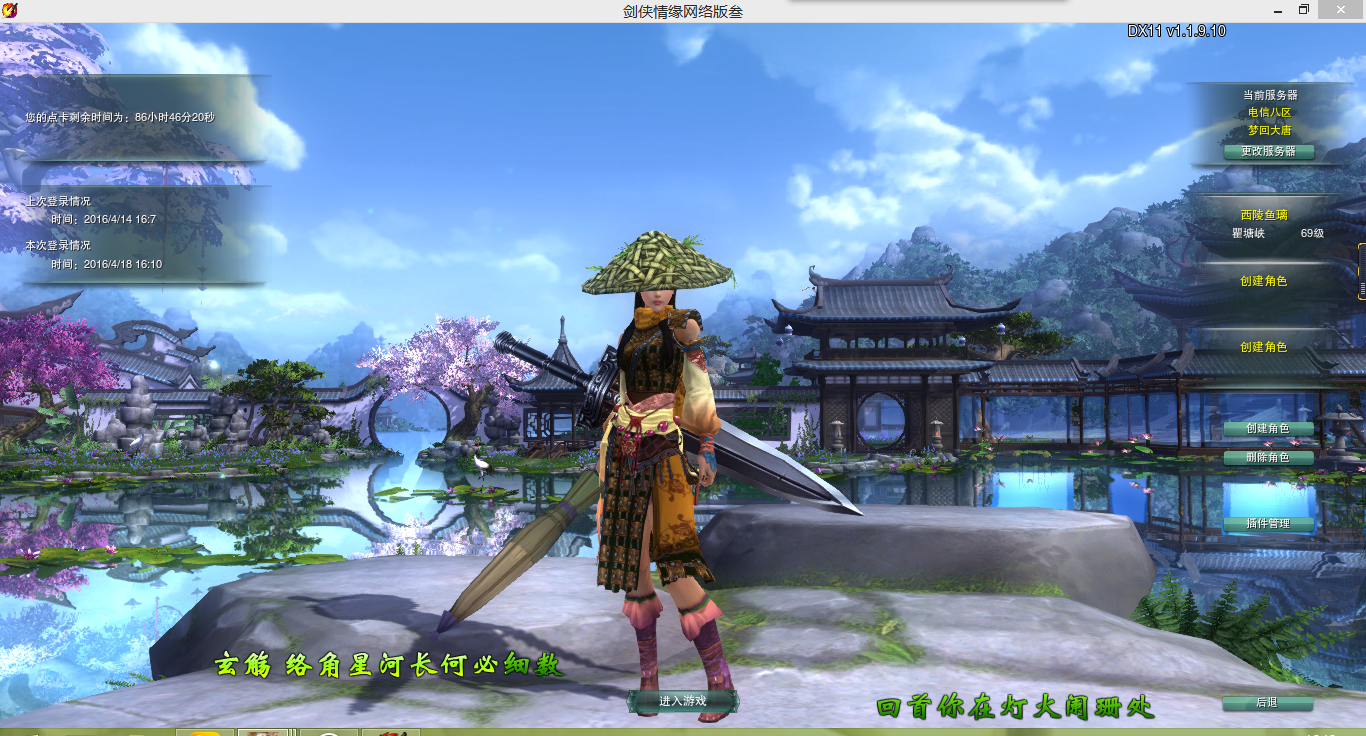 剑侠情缘网络版叁
DX11 v1.1.9.10
您的点卡剩余时间为：86小时46分20秒
上次登录情况
时间：2016/4/14 16:7
本次登录情况
时间：2016/4/18 16:10
当前服务器
电信八区
梦回大唐
更改服务器
西陵鱼璃
瞿塘峡 69级
创建角色
创建角色
创建角色
删除角色
插件管理
玄觞 络角星河长何必细数
进入游戏
回首你在灯火阑珊处
后退